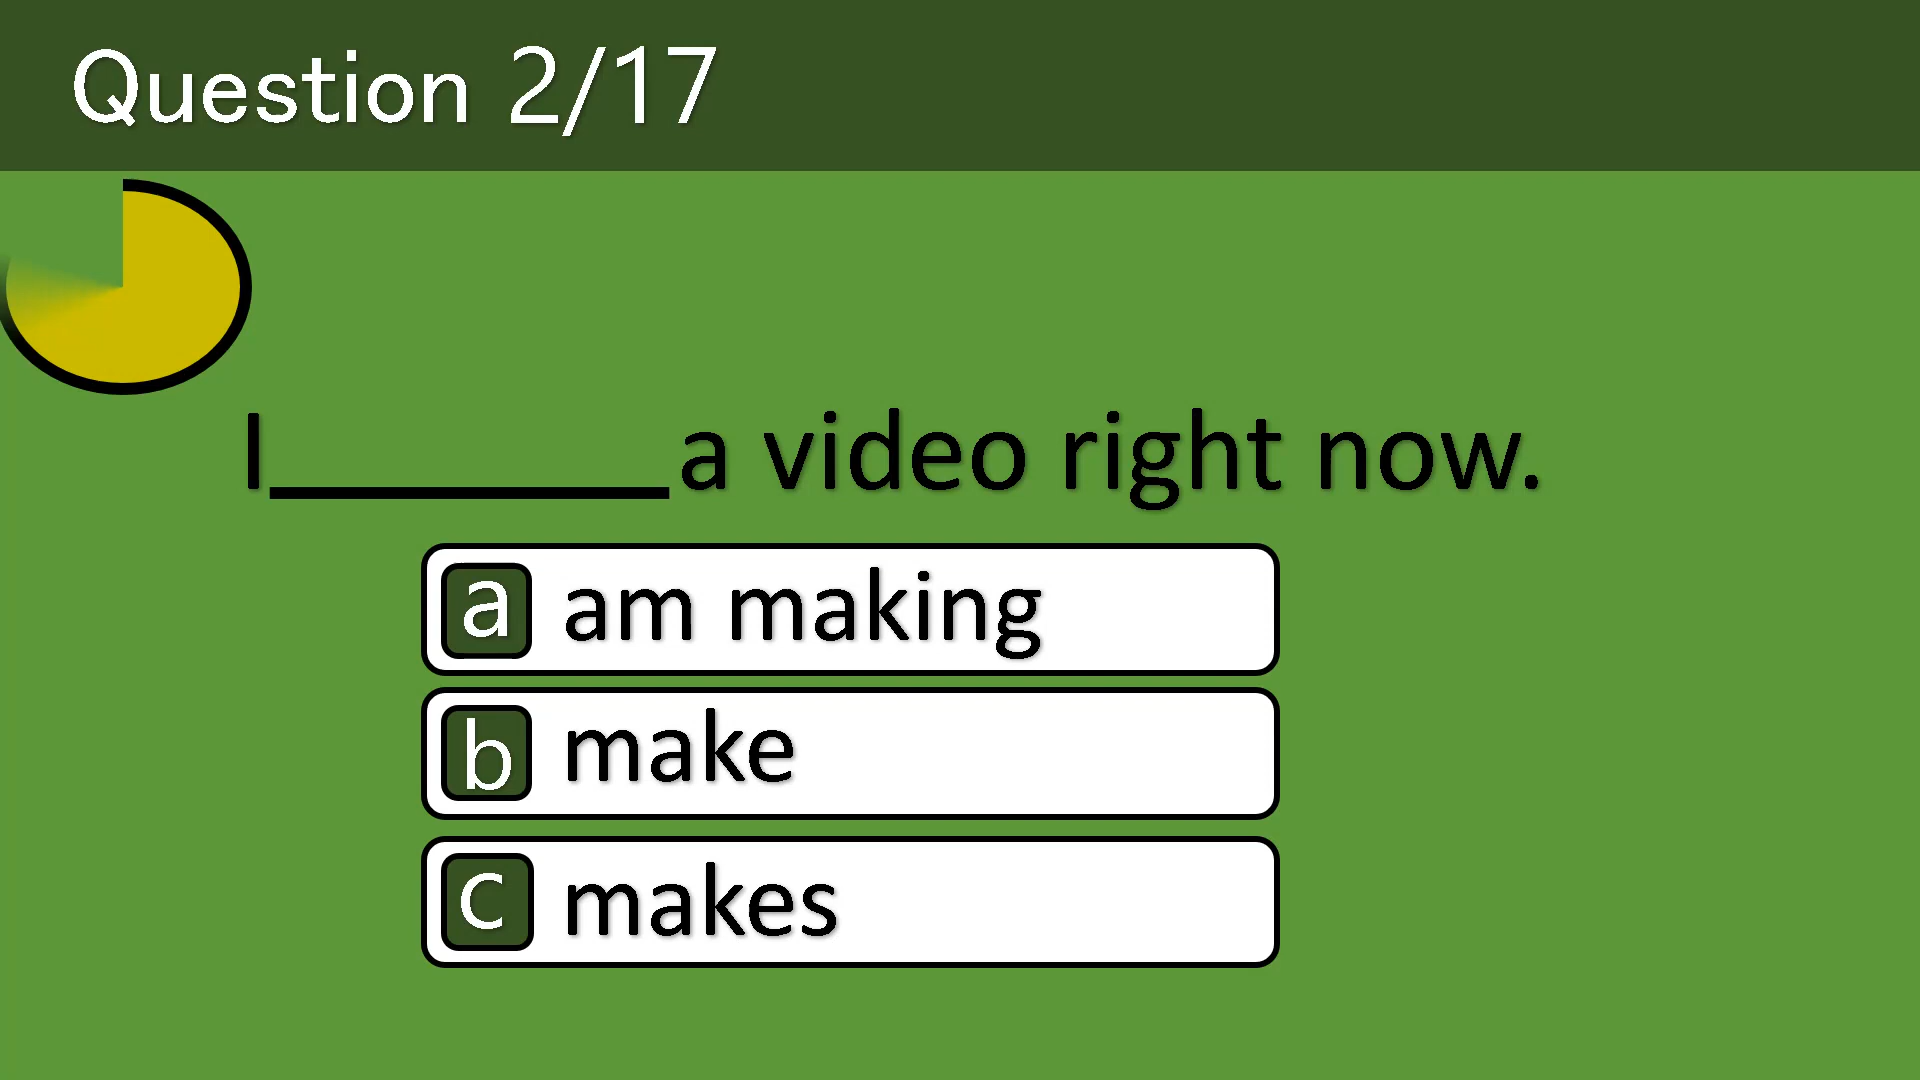 Question 2/17
I________a video right now.
a am making
b make
c makes